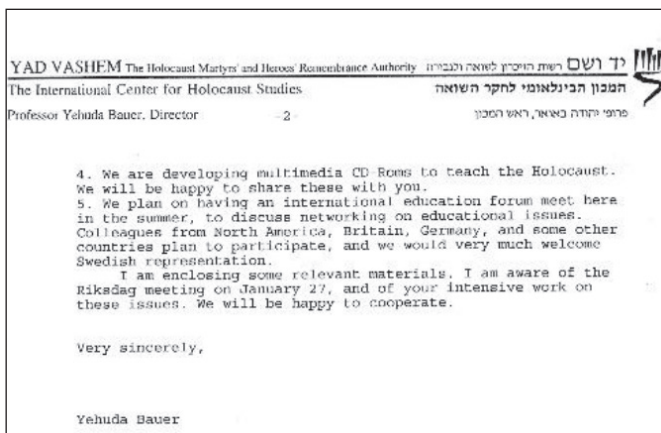 YAD VASHEM The Holocaust Martyrs' and Heroes' Remembrance Authority רשות הזיכרון לשואה ולגבורה יד ושם
The International Center for Holocaust Studies המכון הבינלאומי לחקר השואה
Professor Yehuda Bauer, Director -2- פרופ' יהודה באואר, ראש המכון
4. We are developing multimedia CD-Roms to teach the Holocaust.
We will be happy to share these with you.
5. We plan on having an international education forum meet here
in the summer, to discuss networking on educational issues.
Colleagues from North America, Britain, Germany, and some other
countries plan to participate, and we would very much welcome
Swedish representation.
I am enclosing some relevant materials. I am aware of the
Riksdag meeting on January 27, and of your intensive work on
these issues. We will be happy to cooperate.
Very sincerely,
Yehuda Bauer